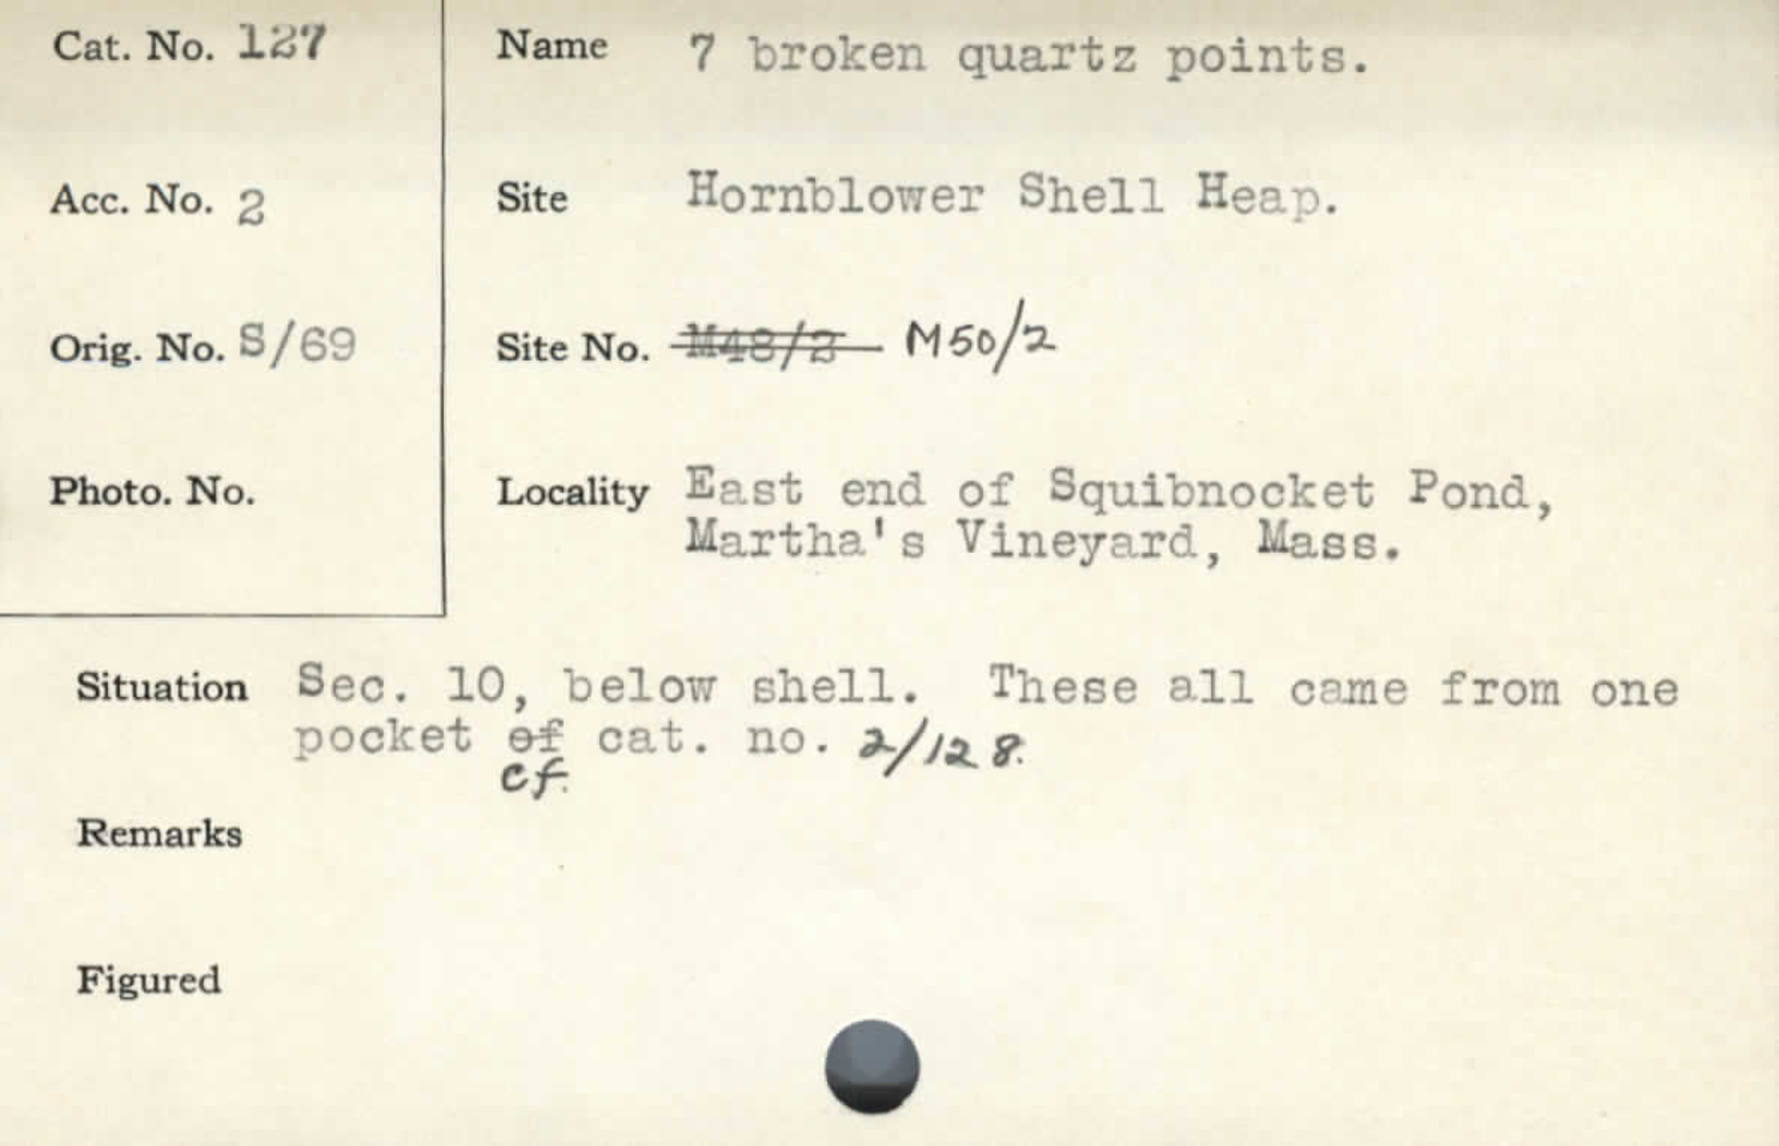 Cat. No. 127
Name 7 broken quartz points.
Acc. No. 2
Site Hornblower Shell Heap.
Orig. No. S/69
Site No. M48/2 M50/2
Photo. No.
Locality East end of Squibnocket Pond,
Martha's Vineyard, Mass.
Situation Sec. 10, below shell. These all came from one
pocket of cat. no. 2/128.
cf.
Remarks
Figured